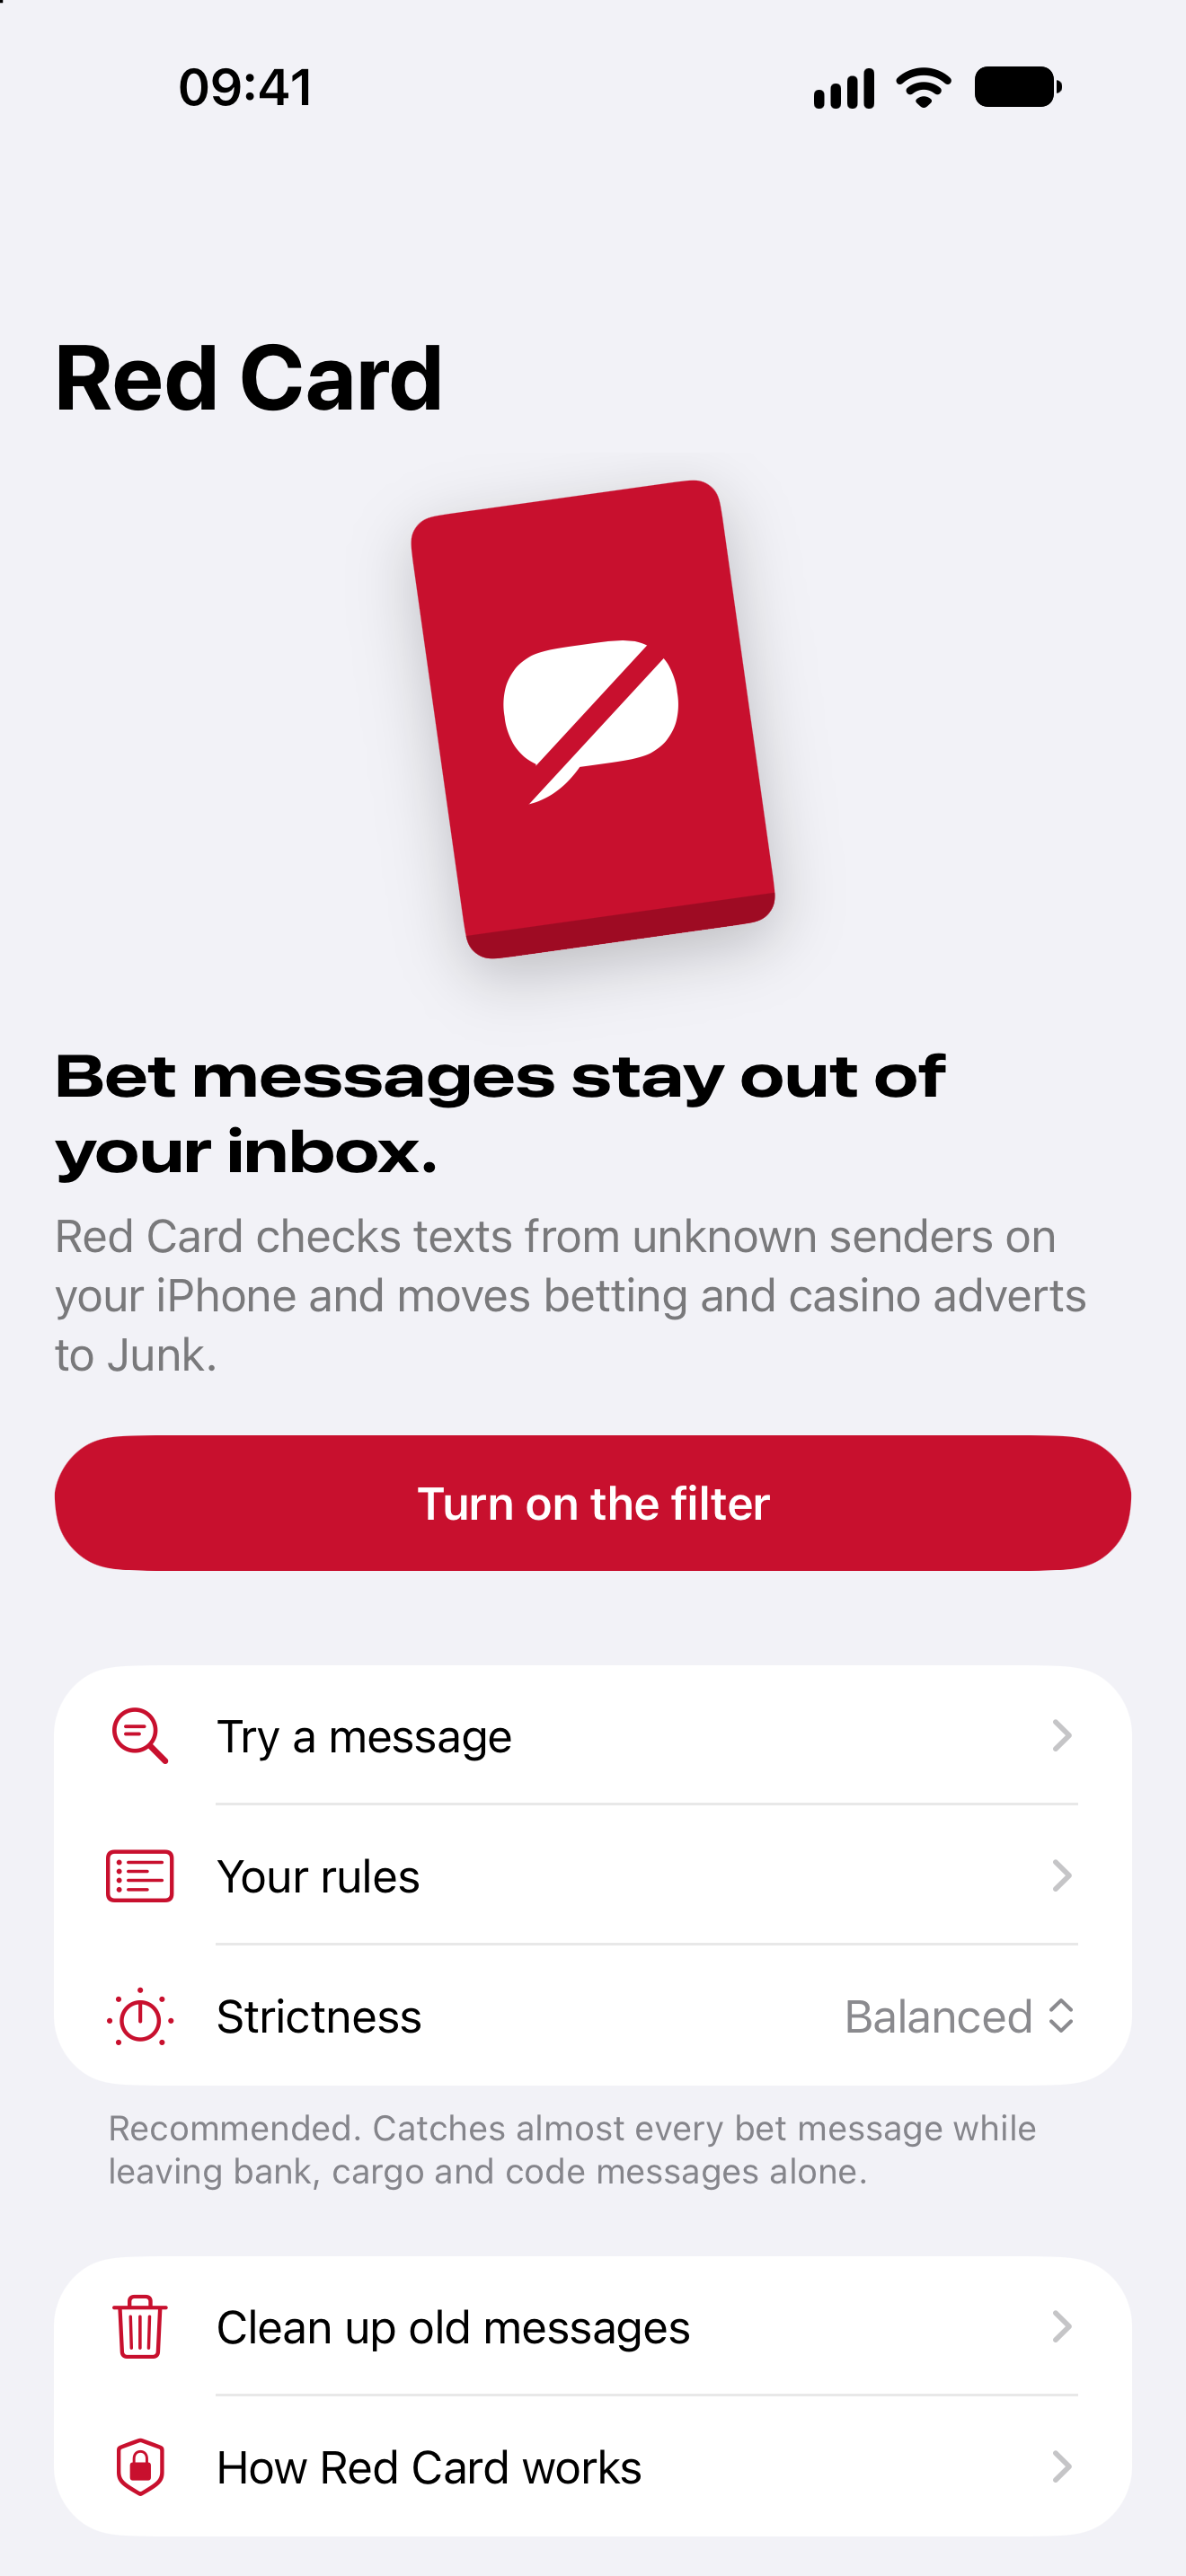 09:41
Red Card
Bet messages stay out of
your inbox.
Red Card checks texts from unknown senders on
your iPhone and moves betting and casino adverts
to Junk.
Turn on the filter
Try a message
Your rules
Strictness Balanced
Recommended. Catches almost every bet message while
leaving bank, cargo and code messages alone.
Clean up old messages
How Red Card works